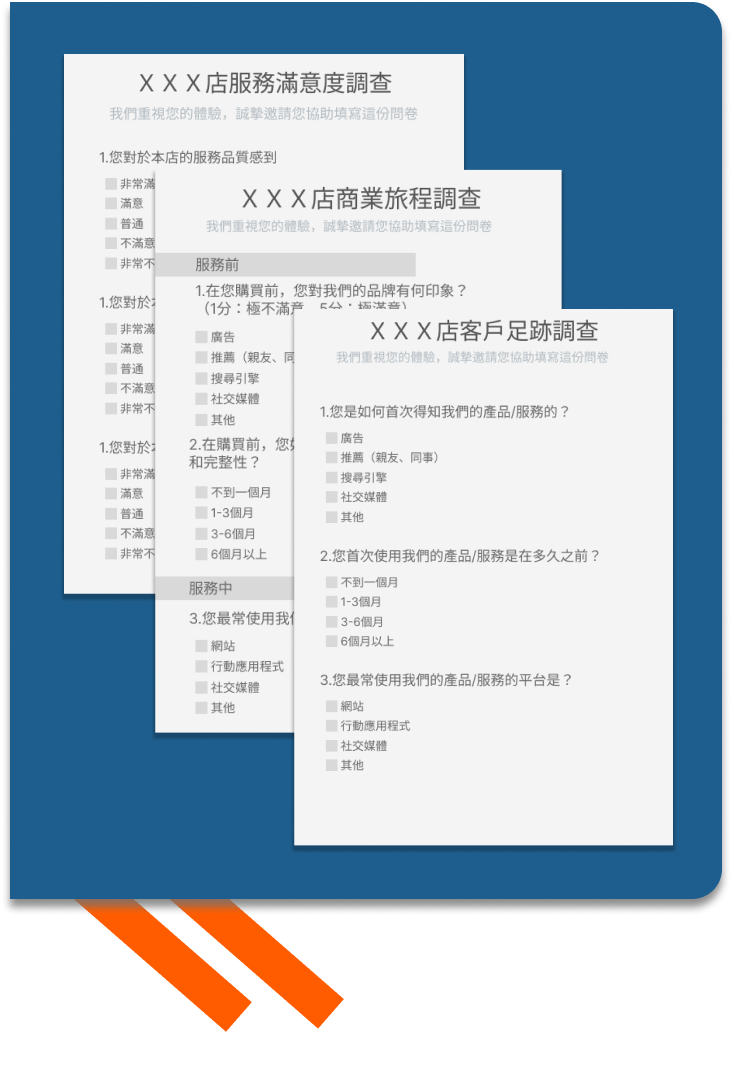 ＸＸＸ店服務滿意度調查
我們重視您的體驗，誠摯邀請您協助填寫這份問卷
1.您對於本店的服務品質感到
非常滿
滿意
普通
不滿意
非常不
1.您對於
非常滿
滿意
普通
不滿意
非常不
1.您對於
非常滿
滿意
普通
不滿意
非常不
ＸＸＸ店商業旅程調查
我們重視您的體驗，誠摯邀請您協助填寫這份問卷
服務前
1.在您購買前，您對我們的品牌有何印象？
（1分：極不滿意，5分：極滿意）
廣告
推薦（親友、同
搜尋引擎
社交媒體
其他
2.在購買前，您
和完整性？
不到一個月
1-3個月
3-6個月
6個月以上
服務中
3.您最常使用我
網站
行動應用程式
社交媒體
其他
ＸＸＸ店客戶足跡調查
我們重視您的體驗，誠摯邀請您協助填寫這份問卷
1.您是如何首次得知我們的產品/服務的？
廣告
推薦（親友、同事）
搜尋引擎
社交媒體
其他
2.您首次使用我們的產品/服務是在多久之前？
不到一個月
1-3個月
3-6個月
6個月以上
3.您最常使用我們的產品/服務的平台是？
網站
行動應用程式
社交媒體
其他